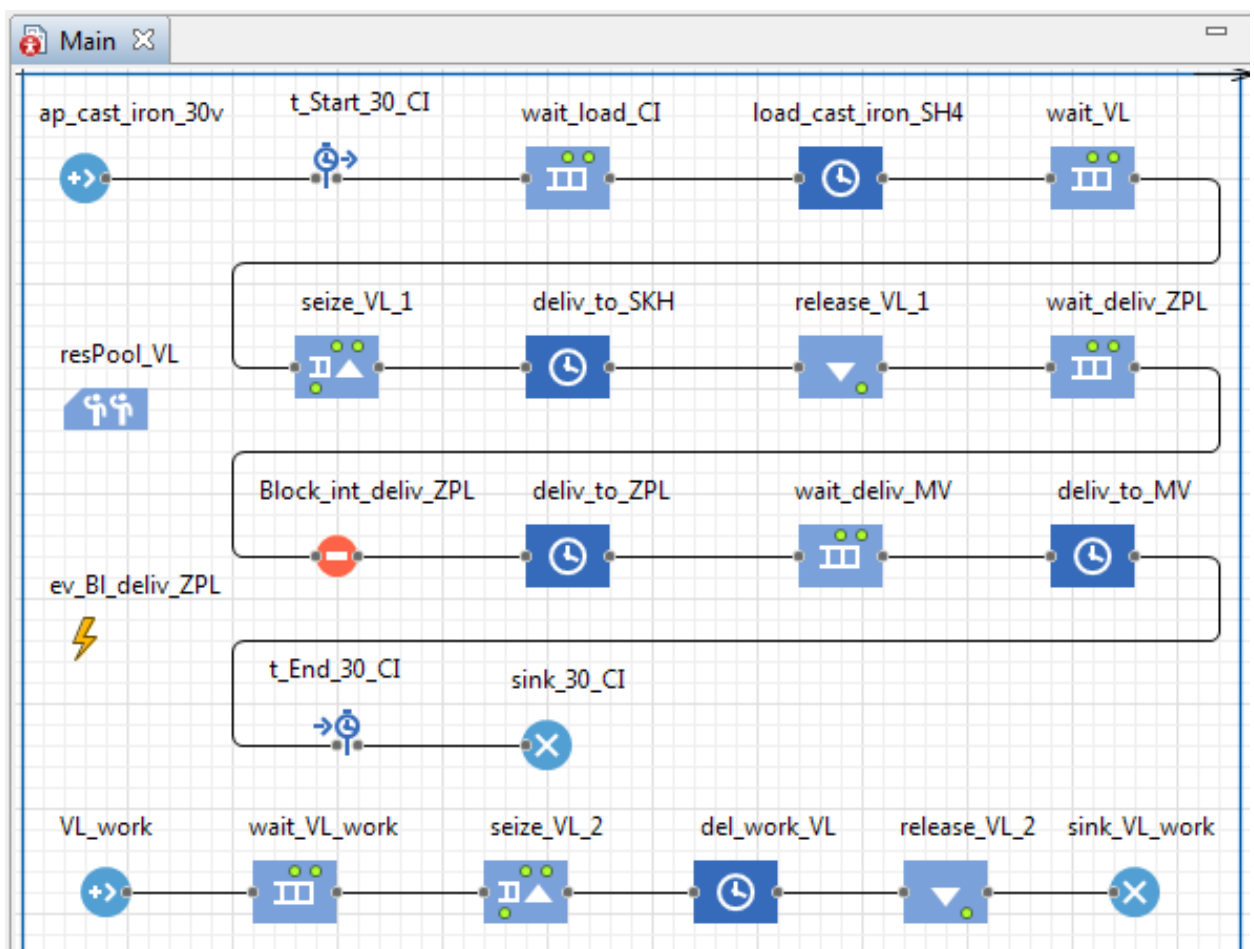 Main
ap_cast_iron_30v
t_Start_30_CI
wait_load_CI
load_cast_iron_SH4
wait_VL
resPool_VL
seize_VL_1
deliv_to_SKH
release_VL_1
wait_deliv_ZPL
ev_Bl_deliv_ZPL
Block_int_deliv_ZPL
deliv_to_ZPL
wait_deliv_MV
deliv_to_MV
t_End_30_CI
sink_30_CI
VL_work
wait_VL_work
seize_VL_2
del_work_VL
release_VL_2
sink_VL_work